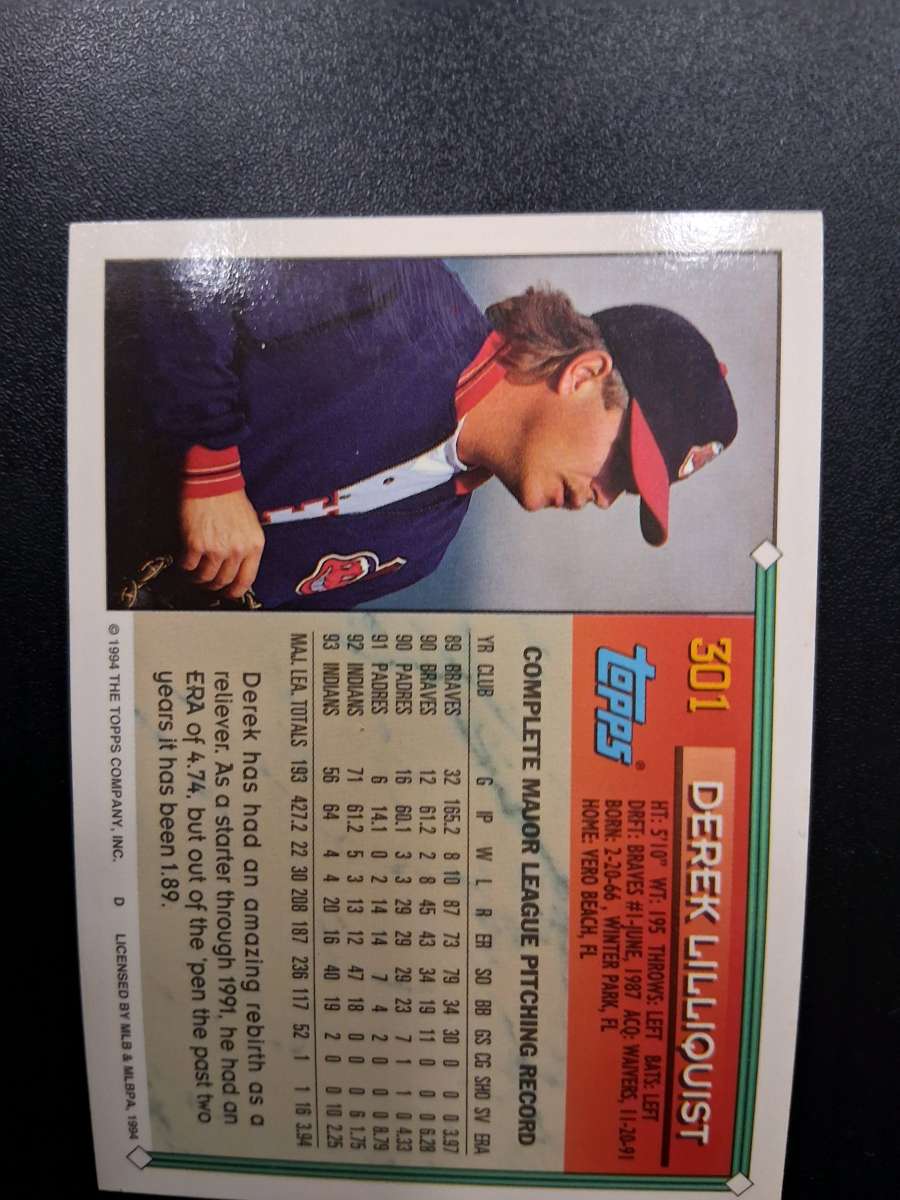 301 DEREK LILLIQUIST
topps®
HT: 5'10" WT: 195 THROWS: LEFT BATS: LEFT
DRFT: BRAVES #1-JUNE, 1987 ACQ: WAIVERS, 11-20-91
BORN: 2-20-66, WINTER PARK, FL
HOME: VERO BEACH, FL
COMPLETE MAJOR LEAGUE PITCHING RECORD
YR CLUB G IP W L R ER SO BB GS CG SHO SV ERA
89 BRAVES 32 165.2 8 10 87 73 79 34 30 0 0 0 3.97
90 BRAVES 12 61.2 2 8 45 43 34 19 11 0 0 0 6.28
90 PADRES 16 60.1 3 3 29 29 29 23 7 1 1 0 4.33
91 PADRES 6 14.1 0 2 14 14 7 4 2 0 0 0 8.79
92 INDIANS 71 61.2 5 3 13 12 47 18 0 0 0 6 1.75
93 INDIANS 56 64 4 4 20 16 40 19 2 0 0 10 2.25
MAJ. LEA. TOTALS 193 427.2 22 30 208 187 236 117 52 1 1 16 3.94
Derek has had an amazing rebirth as a
reliever. As a starter through 1991, he had an
ERA of 4.74, but out of the 'pen the past two
years it has been 1.89.
© 1994 THE TOPPS COMPANY, INC. D LICENSED BY MLB & MLBPA, 1994